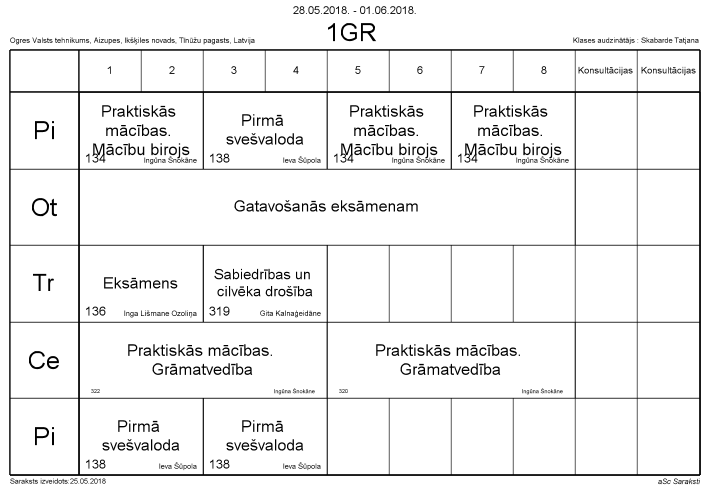 28.05.2018. - 01.06.2018.
1GR
Ogres Valsts tehnikums, Aizupes, Ikšķiles novads, Tīnūžu pagasts, Latvija
Klases audzinātājs : Skabarde Tatjana
1 2 3 4 5 6 7 8 Konsultācijas Konsultācijas
Pi
Praktiskās
mācības.
Mācību birojs
134 Ingūna Šnokāne
Pirmā
svešvaloda
138 Ieva Šūpola
Praktiskās
mācības.
Mācību birojs
134 Ingūna Šnokāne
Praktiskās
mācības.
Mācību birojs
134 Ingūna Šnokāne
Ot
Gatavošanās eksāmenam
Tr
Eksāmens
136 Inga Lišmane Ozoliņa
Sabiedrības un
cilvēka drošība
319 Gita Kalnaģeidāne
Ce
Praktiskās mācības.
Grāmatvedība
322 Ingūna Šnokāne
Praktiskās mācības.
Grāmatvedība
320 Ingūna Šnokāne
Pi
Pirmā
svešvaloda
138 Ieva Šūpola
Pirmā
svešvaloda
138 Ieva Šūpola
Saraksts izveidots:25.05.2018
aSc Saraksti